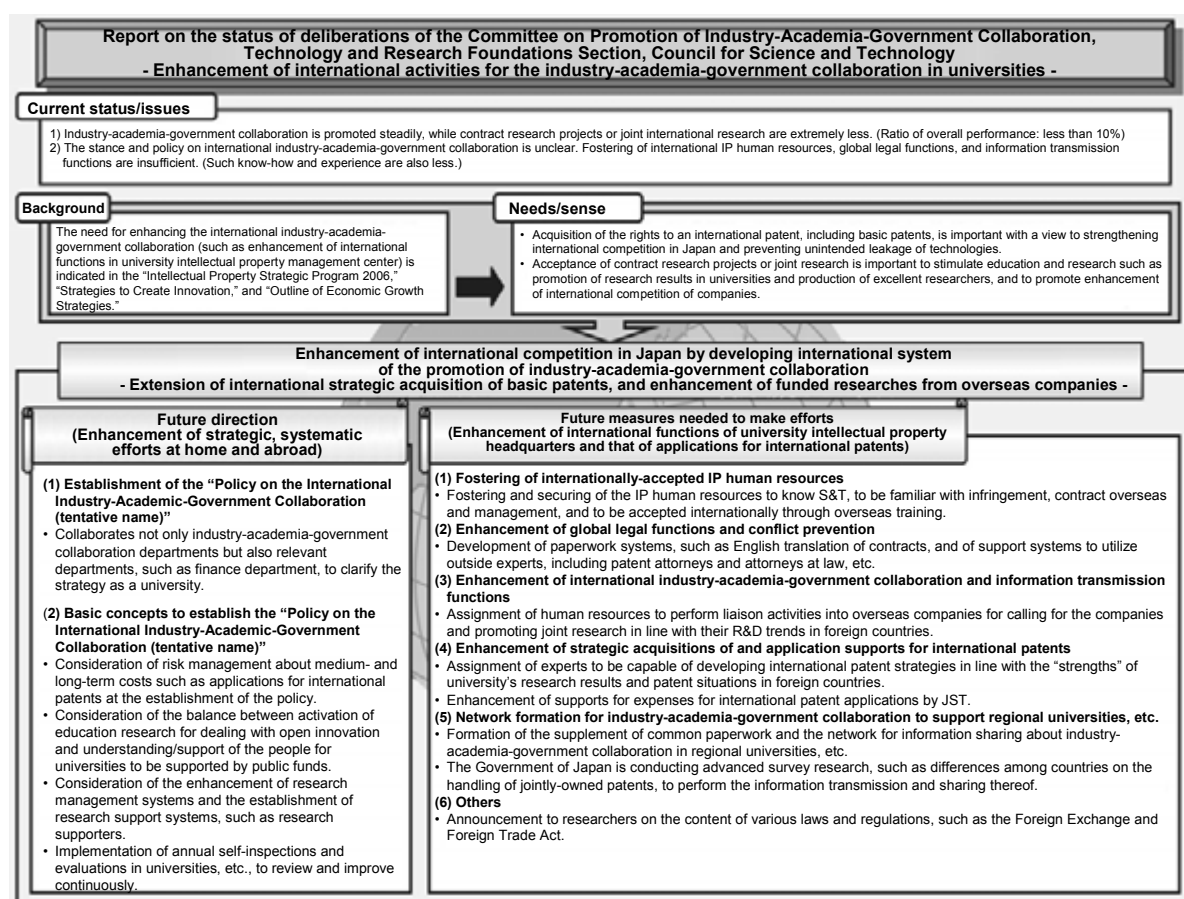 Report on the status of deliberations of the Committee on Promotion of Industry-Academia-Government Collaboration,
Technology and Research Foundations Section, Council for Science and Technology
- Enhancement of international activities for the industry-academia-government collaboration in universities -
Current status/issues
1) Industry-academia-government collaboration is promoted steadily, while contract research projects or joint international research are extremely less. (Ratio of overall performance: less than 10%)
2) The stance and policy on international industry-academia-government collaboration is unclear. Fostering of international IP human resources, global legal functions, and information transmission
functions are insufficient. (Such know-how and experience are also less.)
Background
The need for enhancing the international industry-academia-
government collaboration (such as enhancement of international
functions in university intellectual property management center) is
indicated in the “Intellectual Property Strategic Program 2006,”
“Strategies to Create Innovation,” and “Outline of Economic Growth
Strategies.”
Needs/sense
• Acquisition of the rights to an international patent, including basic patents, is important with a view to strengthening
international competition in Japan and preventing unintended leakage of technologies.
• Acceptance of contract research projects or joint research is important to stimulate education and research such as
promotion of research results in universities and production of excellent researchers, and to promote enhancement
of international competition of companies.
Enhancement of international competition in Japan by developing international system
of the promotion of industry-academia-government collaboration
- Extension of international strategic acquisition of basic patents, and enhancement of funded researches from overseas companies -
Future direction
(Enhancement of strategic, systematic
efforts at home and abroad)
(1) Establishment of the “Policy on the International
Industry-Academic-Government Collaboration
(tentative name)”
• Collaborates not only industry-academia-government
collaboration departments but also relevant
departments, such as finance department, to clarify the
strategy as a university.
(2) Basic concepts to establish the “Policy on the
International Industry-Academic-Government
Collaboration (tentative name)”
• Consideration of risk management about medium- and
long-term costs such as applications for international
patents at the establishment of the policy.
• Consideration of the balance between activation of
education research for dealing with open innovation
and understanding/support of the people for
universities to be supported by public funds.
• Consideration of the enhancement of research
management systems and the establishment of
research support systems, such as research
supporters.
• Implementation of annual self-inspections and
evaluations in universities, etc., to review and improve
continuously.
Future measures needed to make efforts
(Enhancement of international functions of university intellectual property
headquarters and that of applications for international patents)
(1) Fostering of internationally-accepted IP human resources
• Fostering and securing of the IP human resources to know S&T, to be familiar with infringement, contract overseas
and management, and to be accepted internationally through overseas training.
(2) Enhancement of global legal functions and conflict prevention
• Development of paperwork systems, such as English translation of contracts, and of support systems to utilize
outside experts, including patent attorneys and attorneys at law, etc.
(3) Enhancement of international industry-academia-government collaboration and information transmission
functions
• Assignment of human resources to perform liaison activities into overseas companies for calling for the companies
and promoting joint research in line with their R&D trends in foreign countries.
(4) Enhancement of strategic acquisitions of and application supports for international patents
• Assignment of experts to be capable of developing international patent strategies in line with the “strengths” of
university’s research results and patent situations in foreign countries.
• Enhancement of supports for expenses for international patent applications by JST.
(5) Network formation for industry-academia-government collaboration to support regional universities, etc.
• Formation of the supplement of common paperwork and the network for information sharing about industry-
academia-government collaboration in regional universities, etc.
• The Government of Japan is conducting advanced survey research, such as differences among countries on the
handling of jointly-owned patents, to perform the information transmission and sharing thereof.
(6) Others
• Announcement to researchers on the content of various laws and regulations, such as the Foreign Exchange and
Foreign Trade Act.